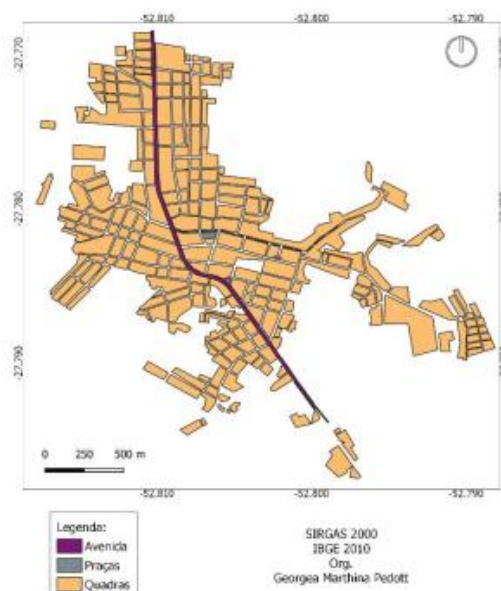 -52.810 -52.800 -52.790
-27.770
-27.780
-27.790
0 250 500 m
-52.810 -52.800 -52.790
Legenda:
Avenida
Praças
Quadras
SIRGAS 2000
IBGE 2010
Org.
Georgea Marthina Pedott